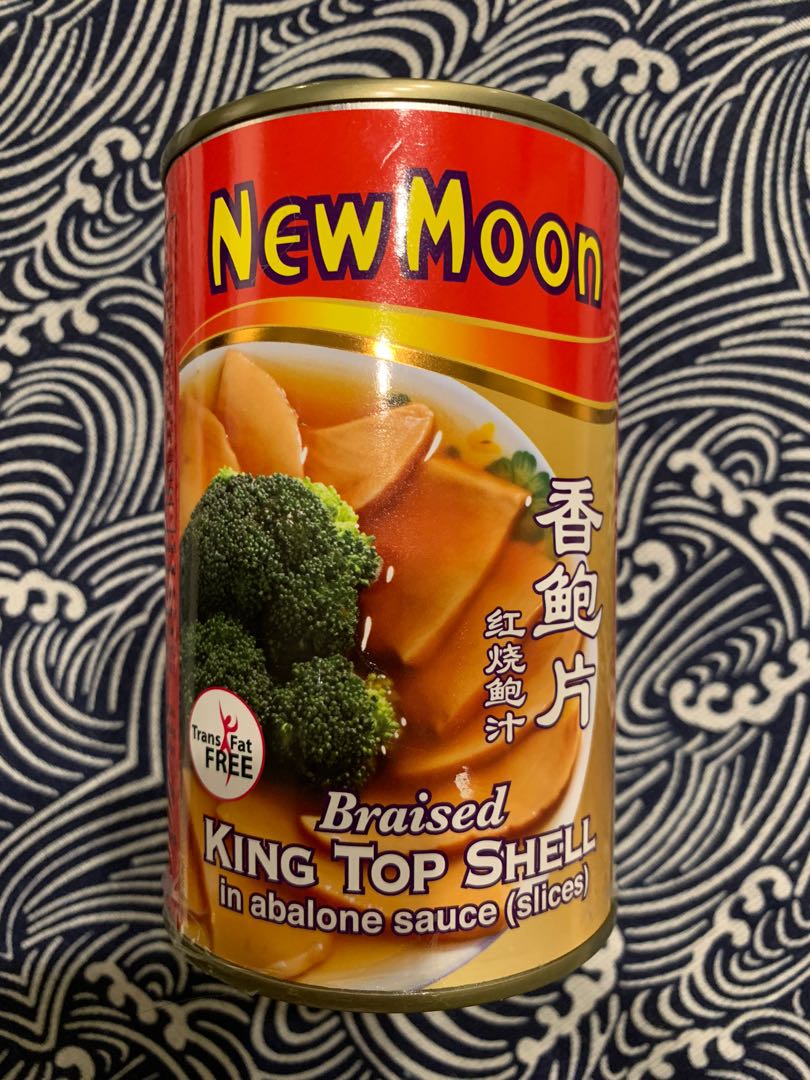 New Moon
香鲍片
红烧鲍汁
Trans Fat
FREE
Braised
KING TOP SHELL
in abalone sauce (slices)